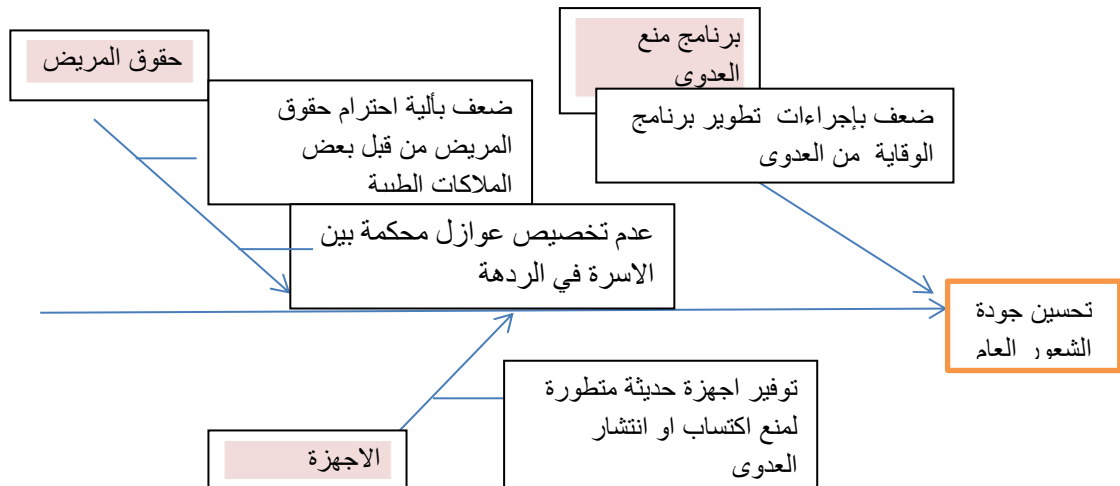 حقوق المريض
ضعف بألية احترام حقوق
المريض من قبل بعض
الملاكات الطبية
عدم تخصيص عوازل محكمة بين
الاسرة في الردهة
برنامج منع
العدوى
ضعف بإجراءات تطوير برنامج
الوقاية من العدوى
تحسين جودة
الشعور العام
توفير اجهزة حديثة متطورة
لمنع اكتساب او انتشار
العدوى
الاجهزة